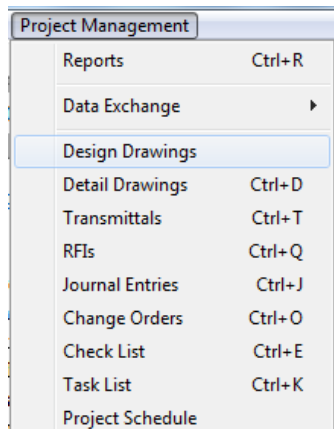 Project Management
Reports Ctrl+R
Data Exchange
Design Drawings
Detail Drawings Ctrl+D
Transmittals Ctrl+T
RFIs Ctrl+Q
Journal Entries Ctrl+J
Change Orders Ctrl+O
Check List Ctrl+E
Task List Ctrl+K
Project Schedule